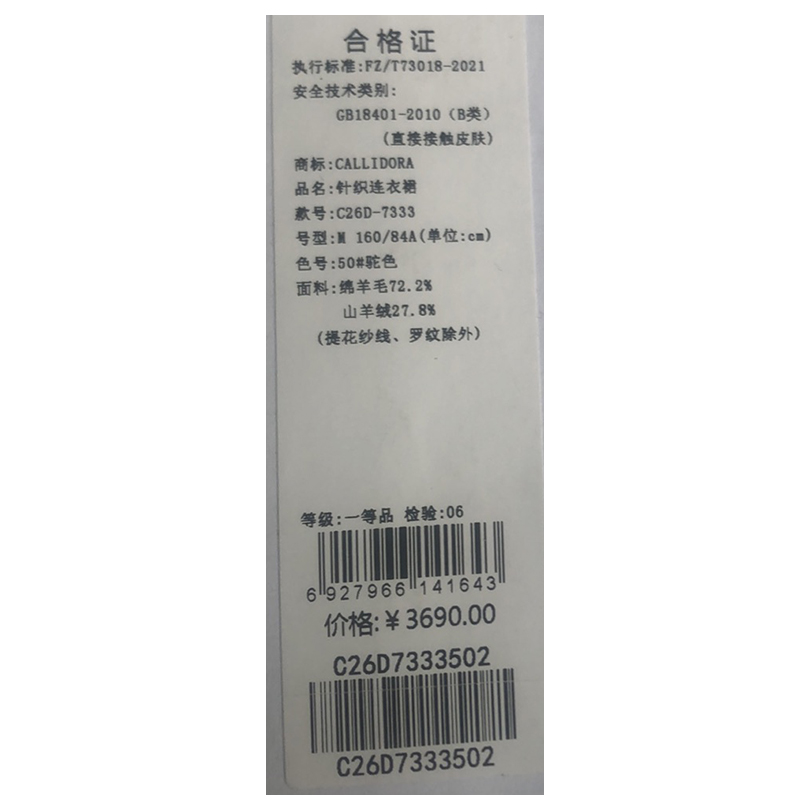 合格证
执行标准:FZ/T73018-2021
安全技术类别:
GB18401-2010（B类）
(直接接触皮肤)
商标:CALLIDORA
品名:针织连衣裙
款号:C26D-7333
号型:M 160/84A(单位:cm)
色号:50#驼色
面料:绵羊毛72.2%
山羊绒27.8%
(提花纱线、罗纹除外)
等级:一等品 检验:06
6 927966 141643
价格:¥3690.00
C26D7333502
C26D7333502